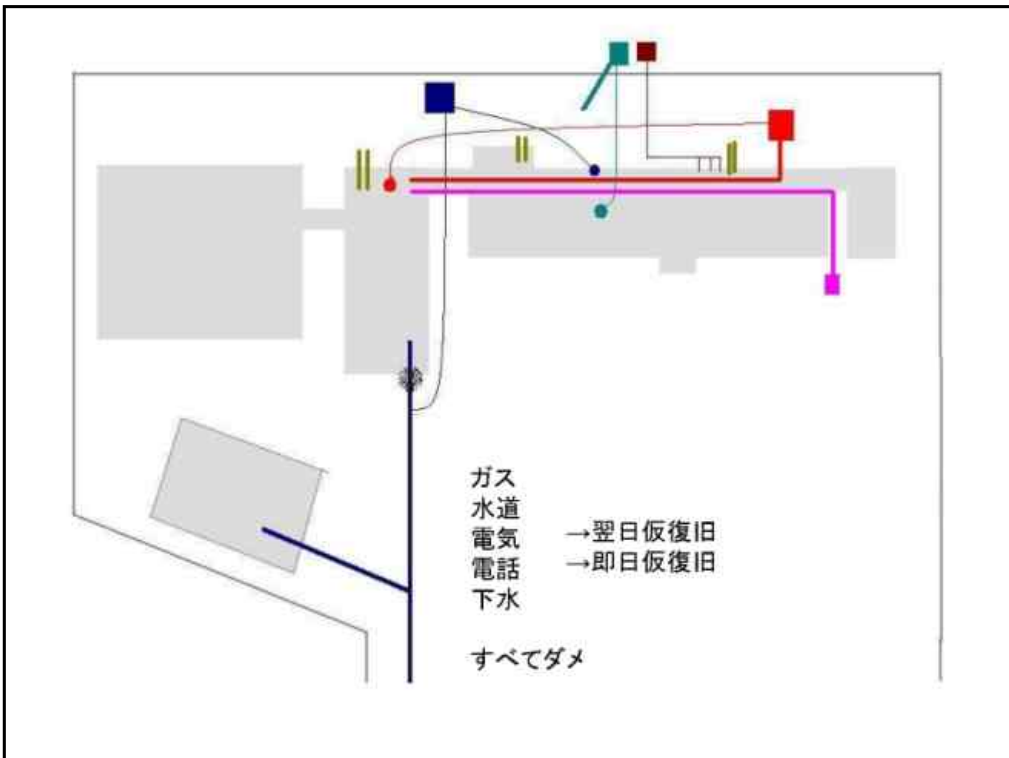 ガス
水道
電気　→翌日仮復旧
電話　→即日仮復旧
下水
すべてダメ